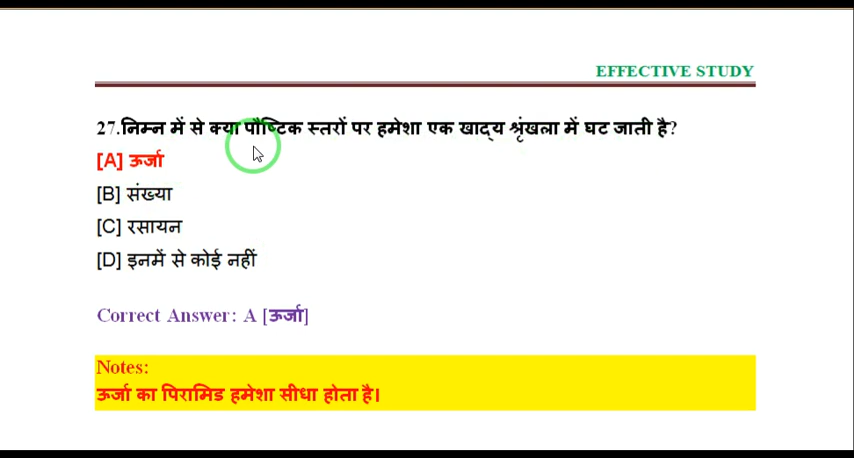 EFFECTIVE STUDY
27.निम्न में से क्या पौष्टिक स्तरों पर हमेशा एक खाद्य श्रृंखला में घट जाती है?
[A] ऊर्जा
[B] संख्या
[C] रसायन
[D] इनमें से कोई नहीं
Correct Answer: A [ऊर्जा]
Notes:
ऊर्जा का पिरामिड हमेशा सीधा होता है।